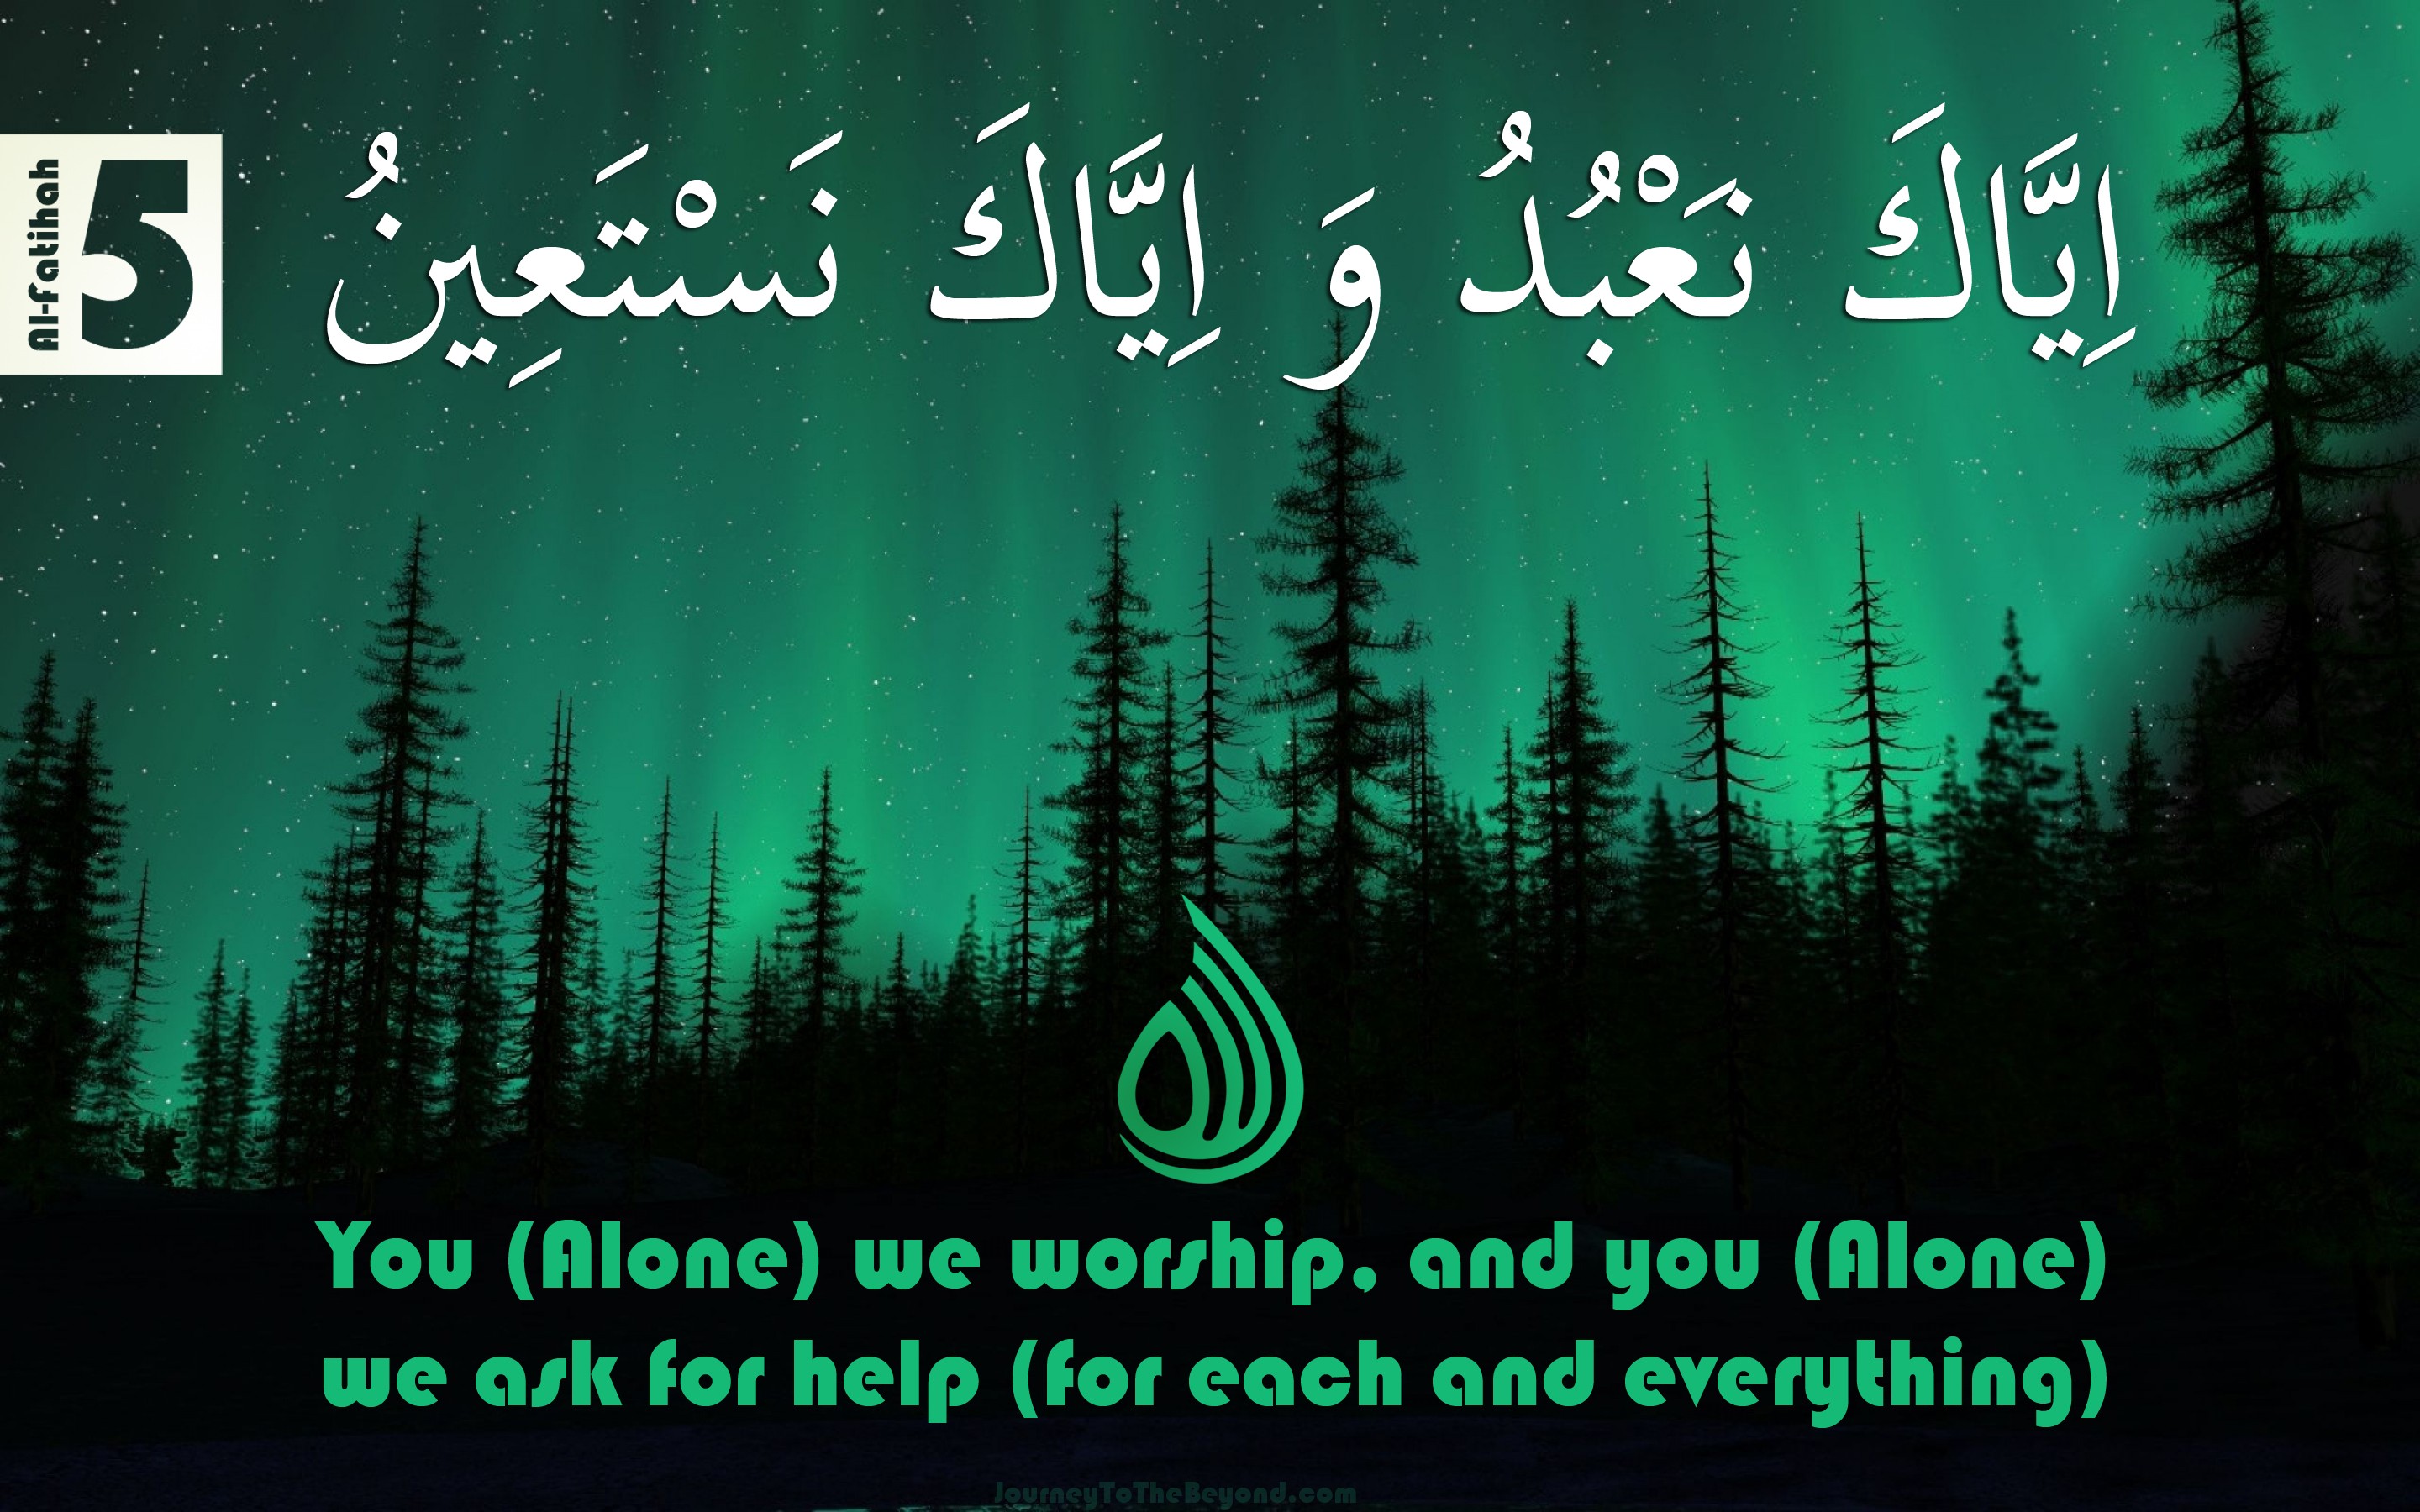 اِيَّاكَ نَعْبُدُ وَ اِيَّاكَ نَسْتَعِينُ
Al-Fatihah
5
الله
You (Alone) we worship, and you (Alone)
we ask for help (for each and everything)
JourneyToTheBeyond.com